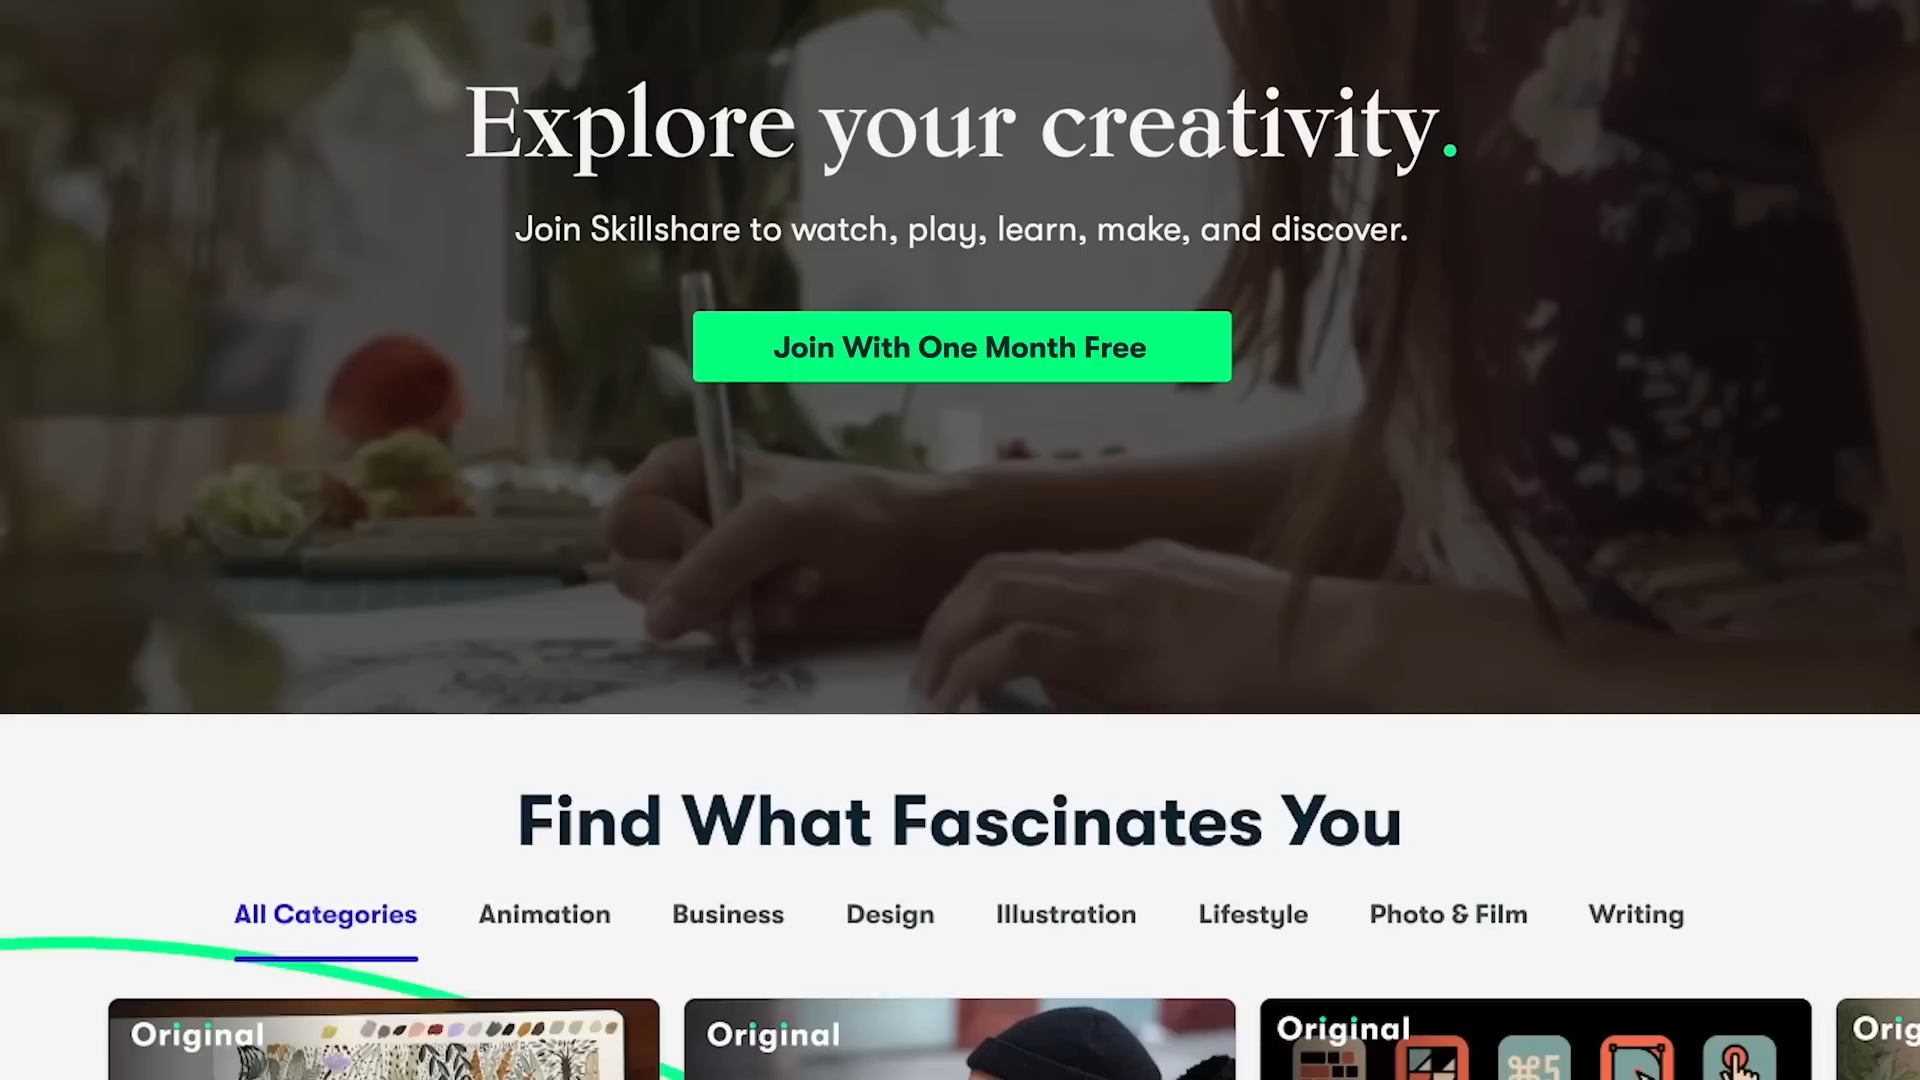 Explore your creativity.
Join Skillshare to watch, play, learn, make, and discover.
Join With One Month Free
Find What Fascinates You
All Categories Animation Business Design Illustration Lifestyle Photo & Film Writing
Original Original Original
⌘5